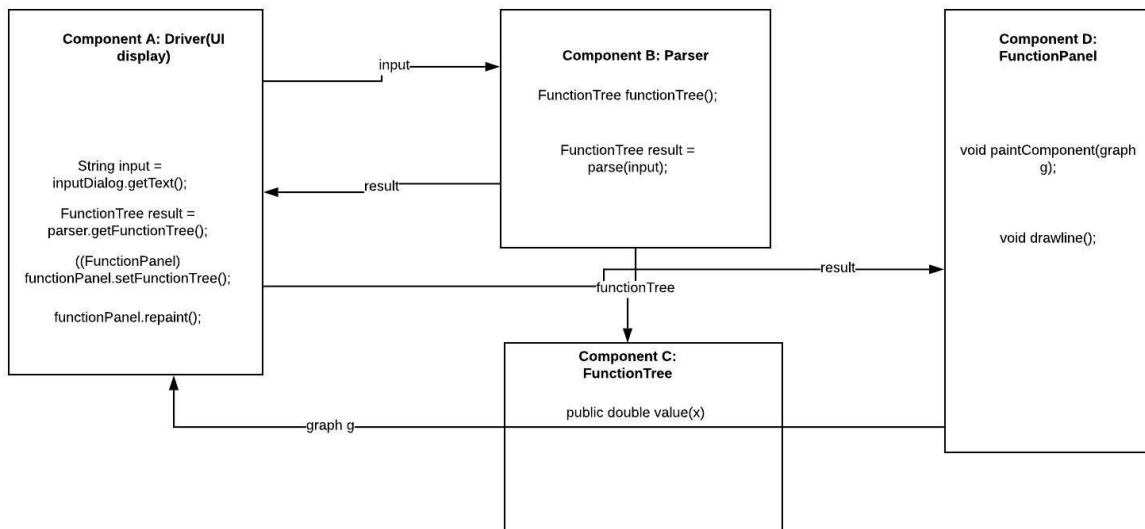 Component A: Driver(UI
display)
String input =
inputDialog.getText();
FunctionTree result =
parser.getFunctionTree();
((FunctionPanel)
functionPanel.setFunctionTree();
functionPanel.repaint();
input
result
Component B: Parser
FunctionTree functionTree();
FunctionTree result =
parse(input);
result
functionTree
Component C:
FunctionTree
public double value(x)
graph g
Component D:
FunctionPanel
void paintComponent(graph
g);
void drawline();